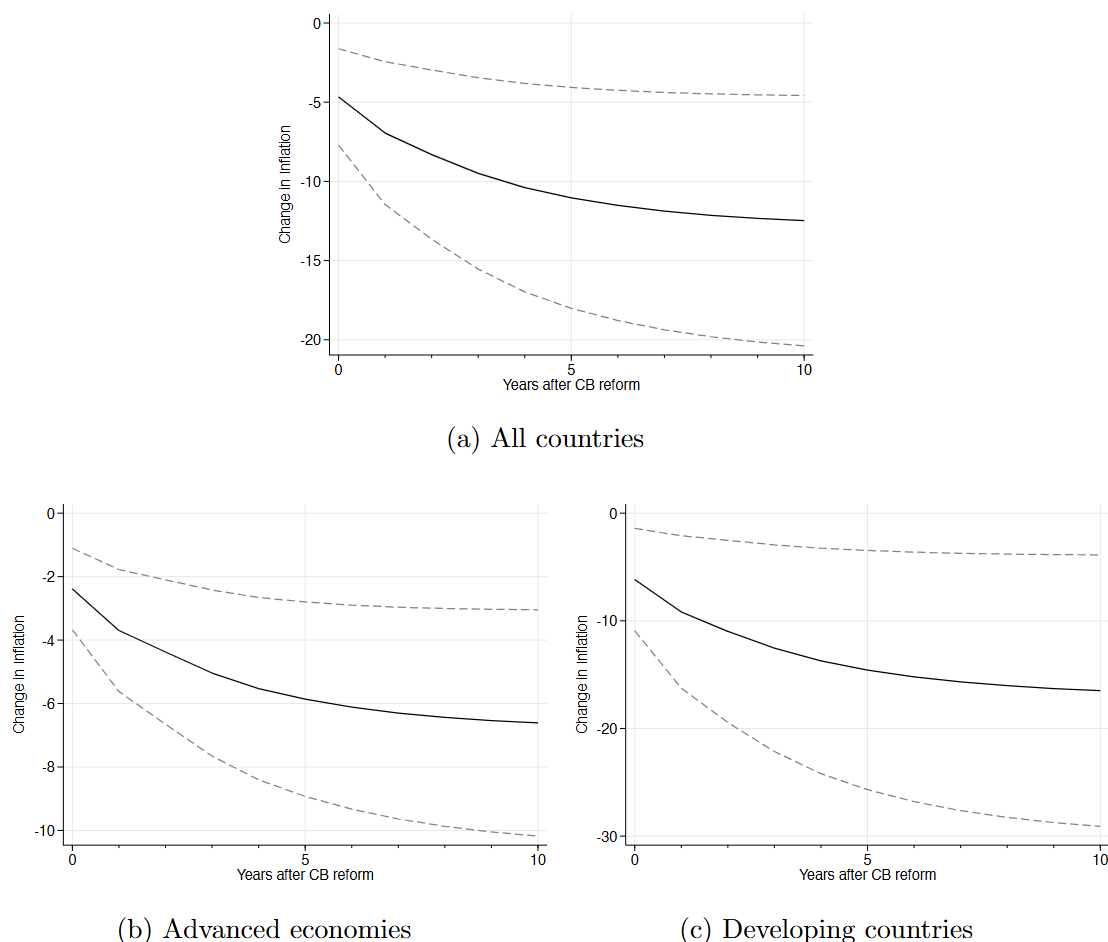 0
-5
-10
-15
-20
Change in Inflation
0 5 10
Years after CB reform
(a) All countries
0
-2
-4
-6
-8
-10
Change in Inflation
0 5 10
Years after CB reform
(b) Advanced economies
0
-10
-20
-30
Change in Inflation
0 5 10
Years after CB reform
(c) Developing countries